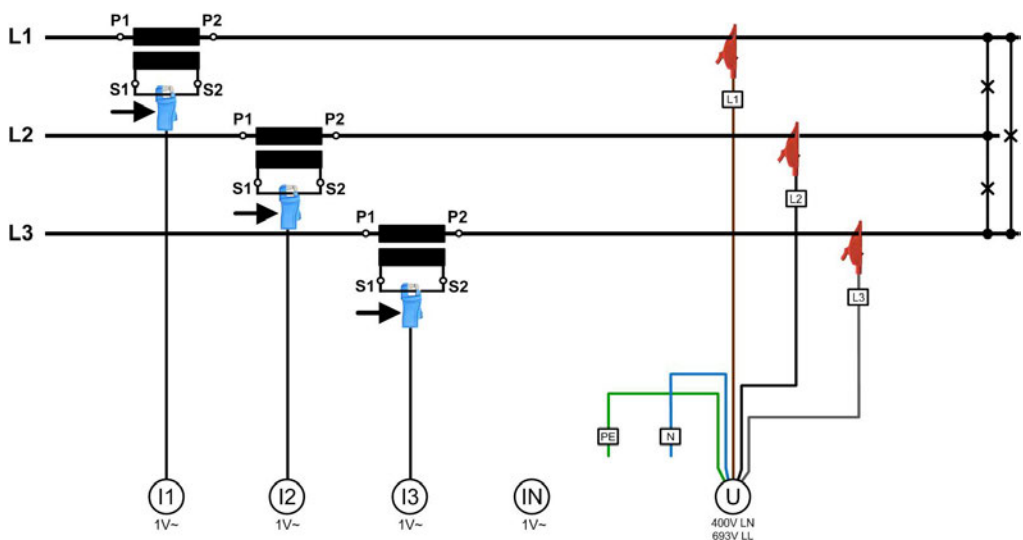 P1 P2
L1
S1 S2
L1
P1 P2
L2
S1 S2
L2
P1 P2
L3
S1 S2
L3
PE N
I1 I2 I3 IN U
1V~ 1V~ 1V~ 1V~ 400V LN
693V LL